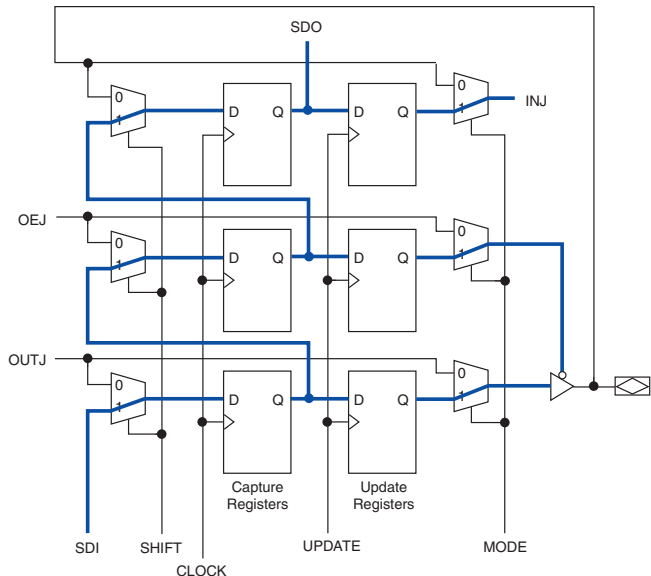 SDO
0
1
D Q
D Q
0
1
INJ
OEJ
0
1
D Q
D Q
0
1
OUTJ
0
1
D Q
D Q
0
1
Capture
Registers
Update
Registers
SDI
SHIFT
CLOCK
UPDATE
MODE